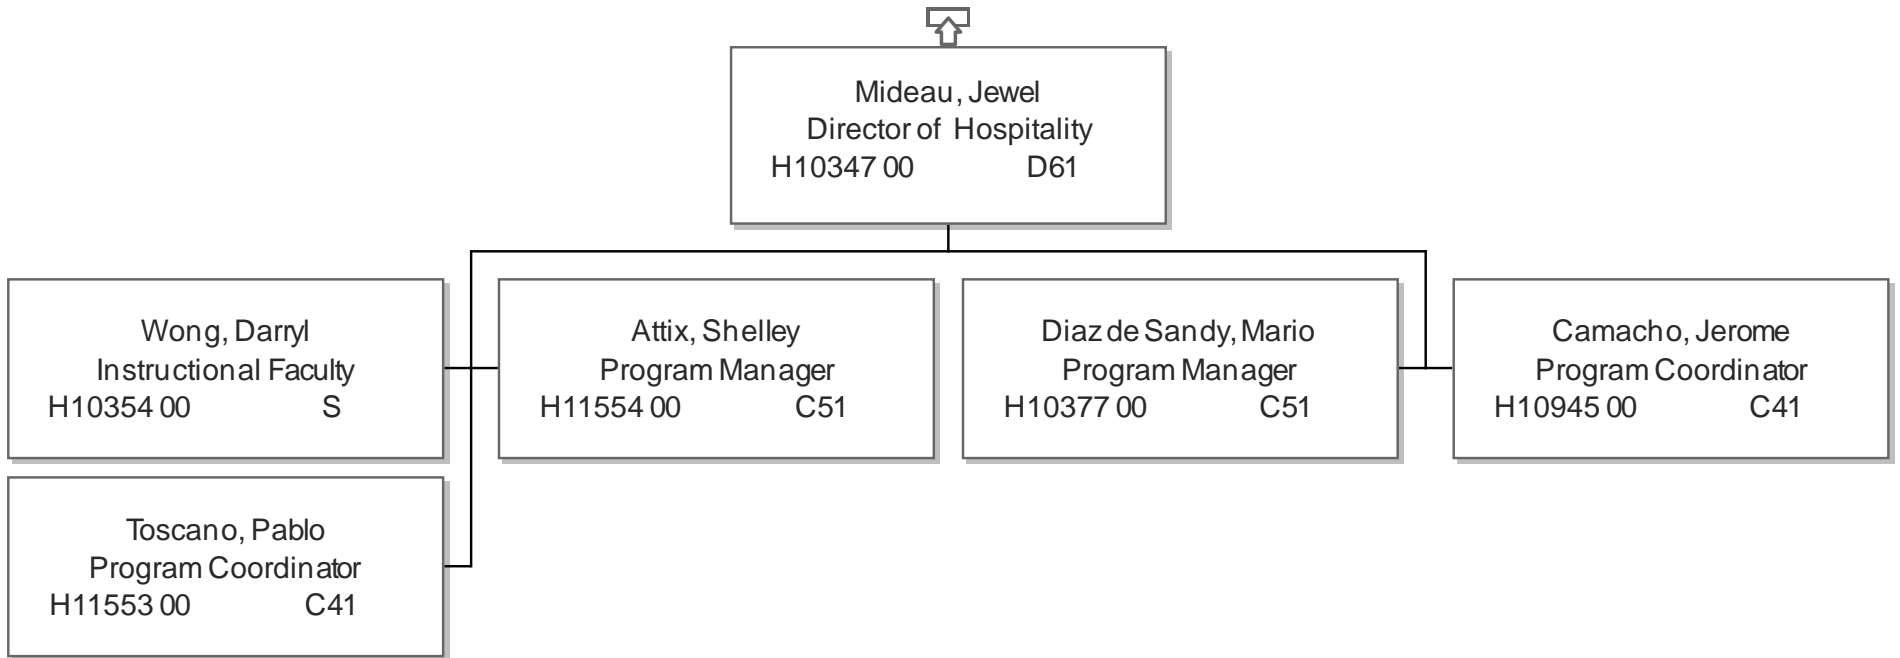 Mideau, Jewel
Director of Hospitality
H10347 00 D61
Wong, Darryl
Instructional Faculty
H10354 00 S
Attix, Shelley
Program Manager
H11554 00 C51
Diaz de Sandy, Mario
Program Manager
H10377 00 C51
Camacho, Jerome
Program Coordinator
H10945 00 C41
Toscano, Pablo
Program Coordinator
H11553 00 C41